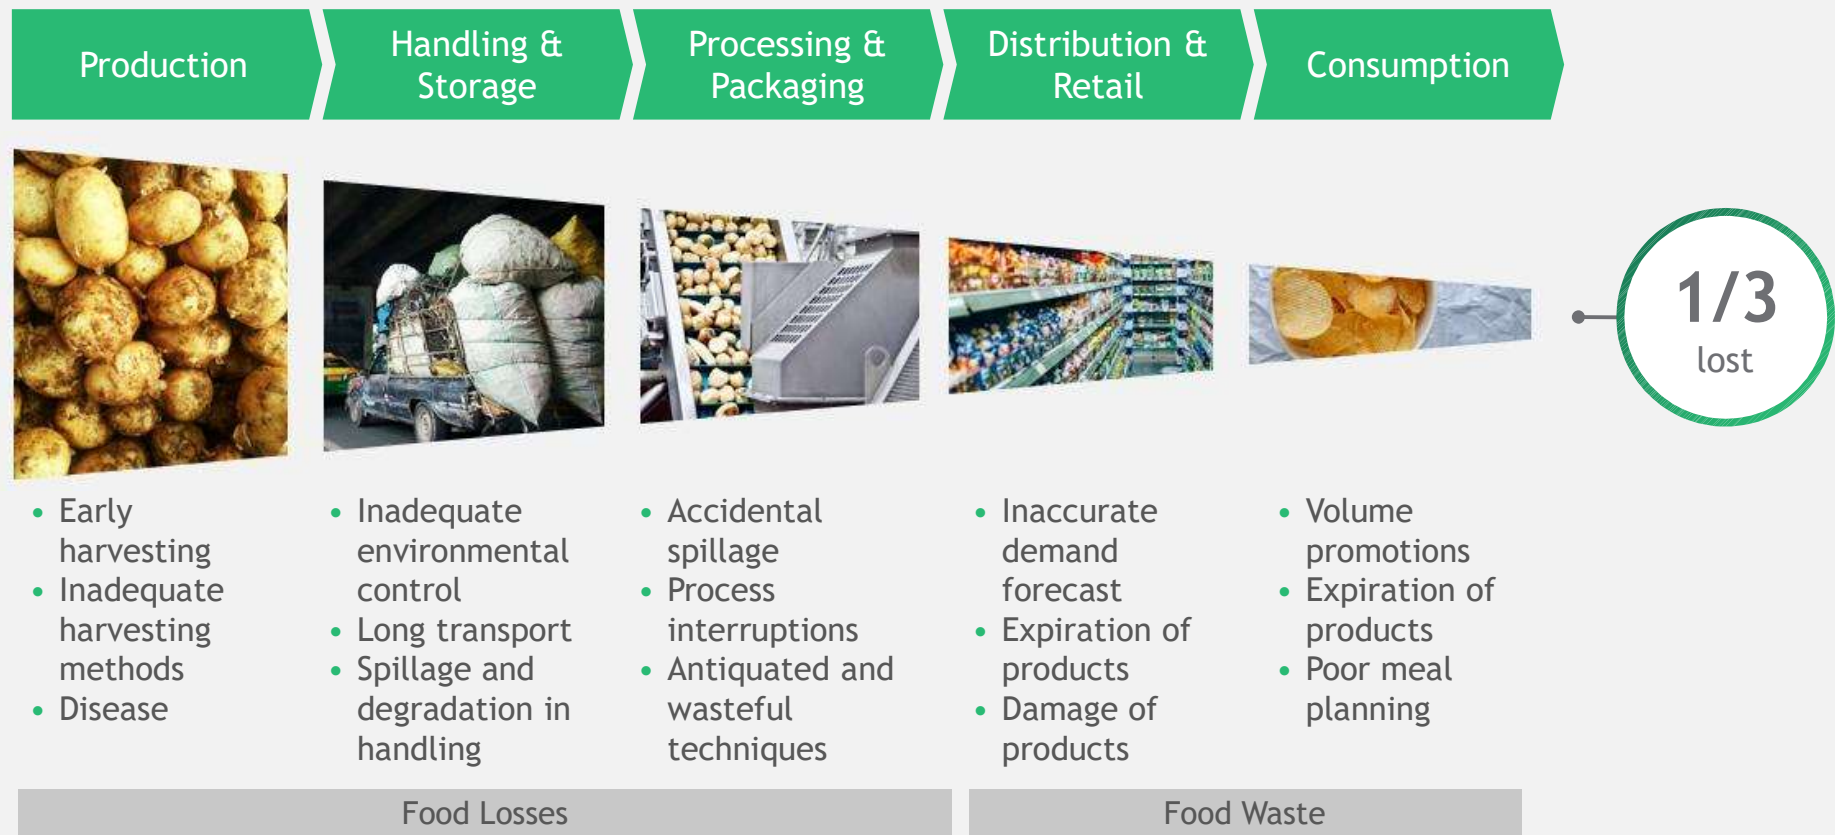 Production
Handling &
Storage
Processing &
Packaging
Distribution &
Retail
Consumption
1/3
lost
• Early
harvesting
• Inadequate
harvesting
methods
• Disease
• Inadequate
environmental
control
• Long transport
• Spillage and
degradation in
handling
• Accidental
spillage
• Process
interruptions
• Antiquated and
wasteful
techniques
• Inaccurate
demand
forecast
• Expiration of
products
• Damage of
products
• Volume
promotions
• Expiration of
products
• Poor meal
planning
Food Losses
Food Waste